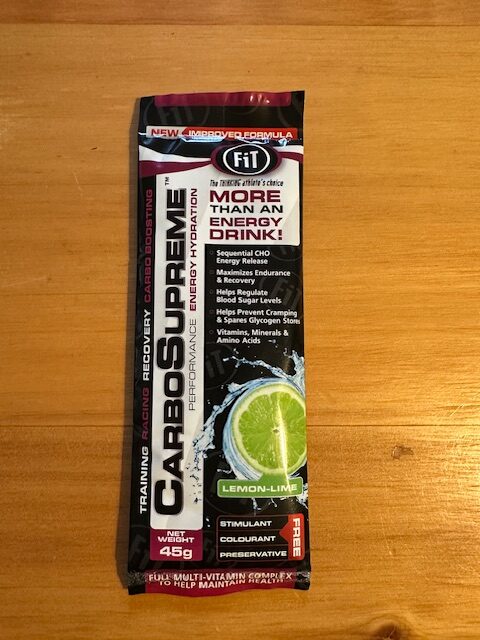 NEW IMPROVED FORMULA
FiT
The THINKING athlete's choice
MORE
THAN AN
ENERGY
DRINK!
Sequential CHO
Energy Release
Maximizes Endurance
& Recovery
Helps Regulate
Blood Sugar Levels
Helps Prevent Cramping
& Spares Glycogen Stores
Vitamins, Minerals &
Amino Acids
TRAINING RACING RECOVERY CARBO BOOSTING
CARBOSUPREME™
PERFORMANCE ENERGY HYDRATION
LEMON-LIME
NET
WEIGHT
45g
STIMULANT
COLOURANT
PRESERVATIVE
FREE
FULL MULTI-VITAMIN COMPLEX
TO HELP MAINTAIN HEALTH